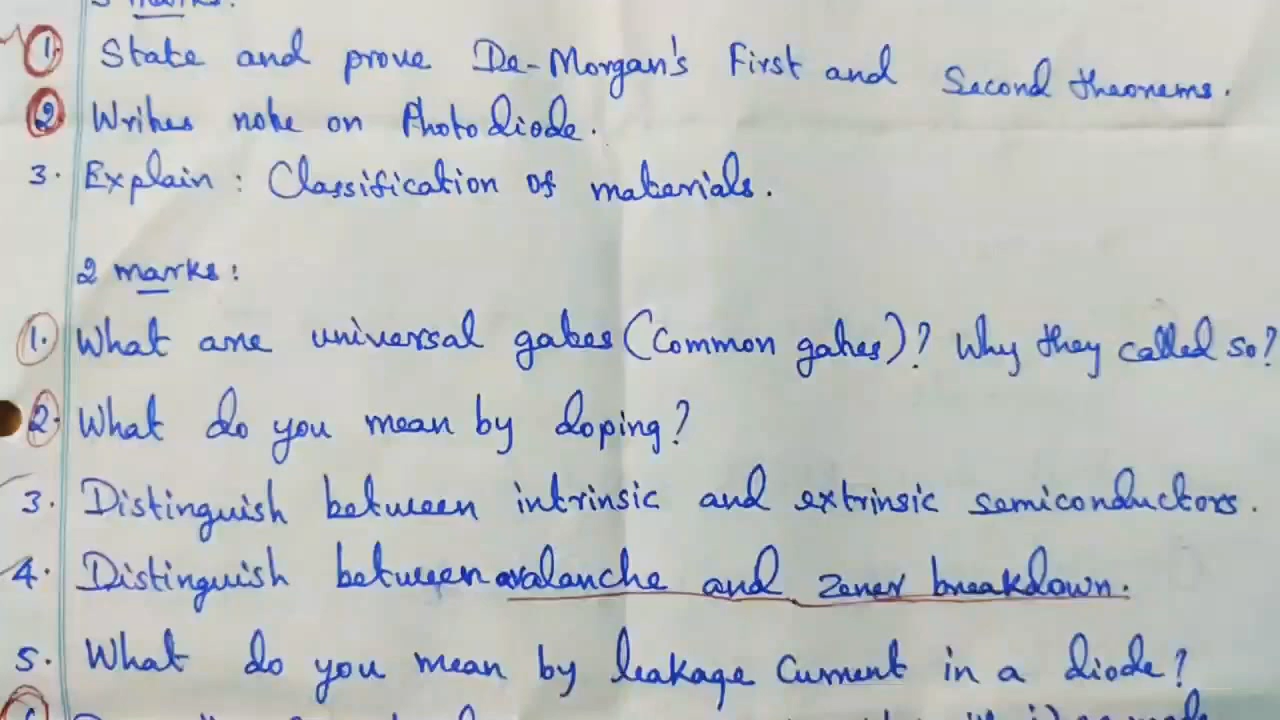 marks.
1. State and prove De-Morgan's First and Second theorems.
2. Writes note on Photodiode.
3. Explain : Classification of materials.
2 marks :
1. What are universal gates (Common gates)? Why they called so?
2. What do you mean by doping?
3. Distinguish between intrinsic and extrinsic semiconductors.
4. Distinguish between avalanche and zener breakdown.
5. What do you mean by leakage current in a diode?